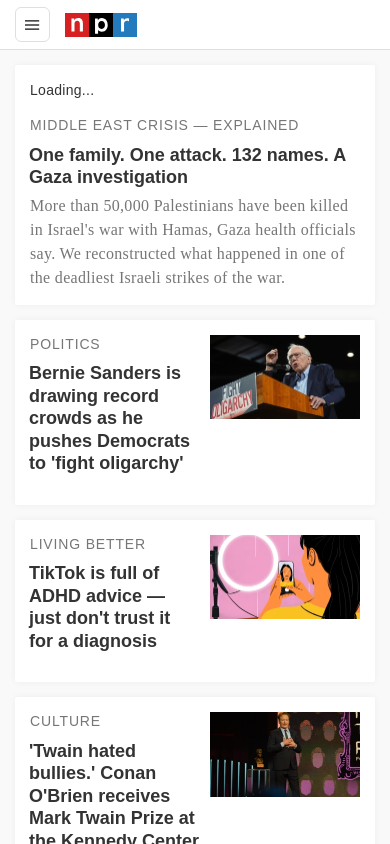 npr
Loading...
MIDDLE EAST CRISIS — EXPLAINED
One family. One attack. 132 names. A
Gaza investigation
More than 50,000 Palestinians have been killed
in Israel's war with Hamas, Gaza health officials
say. We reconstructed what happened in one of
the deadliest Israeli strikes of the war.
POLITICS
Bernie Sanders is
drawing record
crowds as he
pushes Democrats
to 'fight oligarchy'
FIGHT
OLIGARCHY
LIVING BETTER
TikTok is full of
ADHD advice —
just don't trust it
for a diagnosis
CULTURE
'Twain hated
bullies.' Conan
O'Brien receives
Mark Twain Prize at
the Kennedy Center